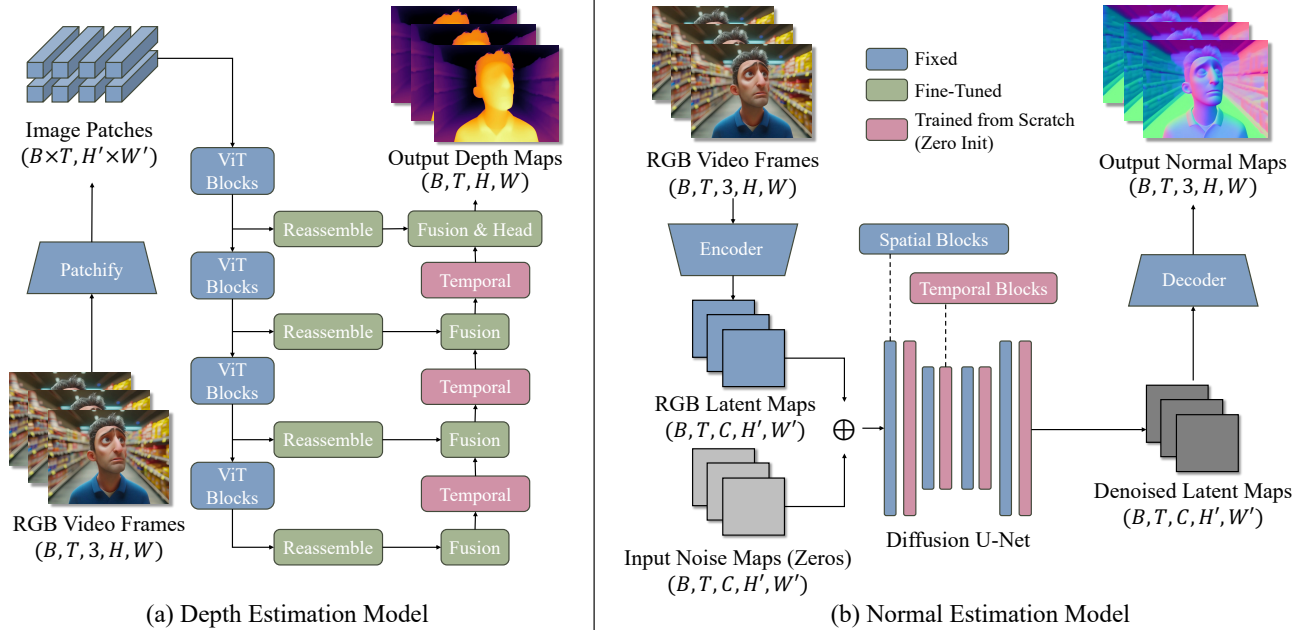 Image Patches
(B×T, H′×W′)
Patchify
RGB Video Frames
(B, T, 3, H, W)
ViT
Blocks
ViT
Blocks
ViT
Blocks
ViT
Blocks
Reassemble
Reassemble
Reassemble
Reassemble
Output Depth Maps
(B, T, H, W)
Fusion & Head
Temporal
Fusion
Temporal
Fusion
Temporal
Fusion
(a) Depth Estimation Model
RGB Video Frames
(B, T, 3, H, W)
Encoder
RGB Latent Maps
(B, T, C, H′, W′)
Input Noise Maps (Zeros)
(B, T, C, H′, W′)
Fixed
Fine-Tuned
Trained from Scratch
(Zero Init)
Spatial Blocks
Temporal Blocks
Diffusion U-Net
Output Normal Maps
(B, T, 3, H, W)
Decoder
Denoised Latent Maps
(B, T, C, H′, W′)
(b) Normal Estimation Model